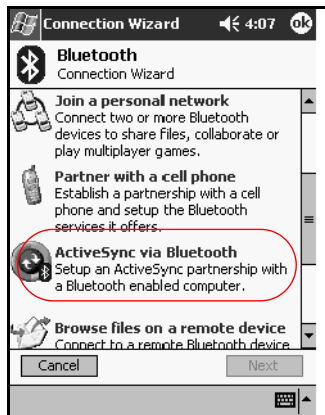 Connection Wizard 4:07 ok
Bluetooth
Connection Wizard
Join a personal network
Connect two or more Bluetooth
devices to share files, collaborate or
play multiplayer games.
Partner with a cell phone
Establish a partnership with a cell
phone and setup the Bluetooth
services it offers.
ActiveSync via Bluetooth
Setup an ActiveSync partnership with
a Bluetooth enabled computer.
Browse files on a remote device
Connect to a remote Bluetooth device
Cancel Next